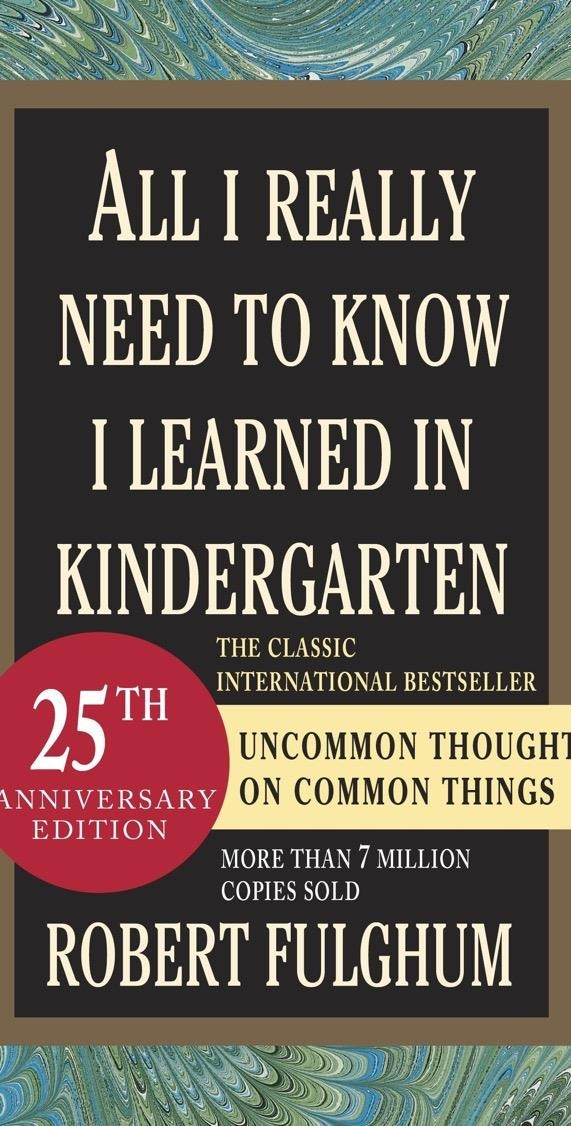 ALL I REALLY
NEED TO KNOW
I LEARNED IN
KINDERGARTEN
THE CLASSIC
INTERNATIONAL BESTSELLER
25TH
ANNIVERSARY
EDITION
UNCOMMON THOUGHT
ON COMMON THINGS
MORE THAN 7 MILLION
COPIES SOLD
ROBERT FULGHUM